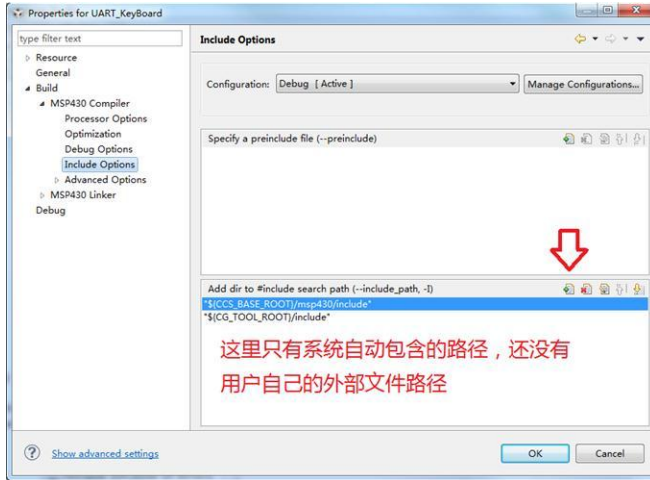 Properties for UART_KeyBoard
type filter text
Resource
General
Build
MSP430 Compiler
Processor Options
Optimization
Debug Options
Include Options
Advanced Options
MSP430 Linker
Debug
Include Options
Configuration: Debug [ Active ] Manage Configurations...
Specify a preinclude file (--preinclude)
Add dir to #include search path (--include_path, -I)
"${CCS_BASE_ROOT}/msp430/include"
"${CG_TOOL_ROOT}/include"
这里只有系统自动包含的路径，还没有
用户自己的外部文件路径
Show advanced settings
OK Cancel